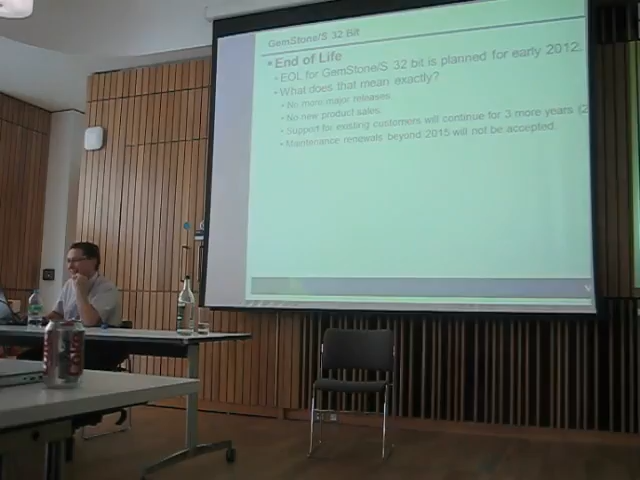 GemStone/S 32 Bit
▪End of Life
▪ EOL for GemStone/S 32 bit is planned for early 2012.
▪ What does that mean exactly?
▪ No more major releases.
▪ No new product sales.
▪ Support for existing customers will continue for 3 more years (2
▪ Maintenance renewals beyond 2015 will not be accepted.